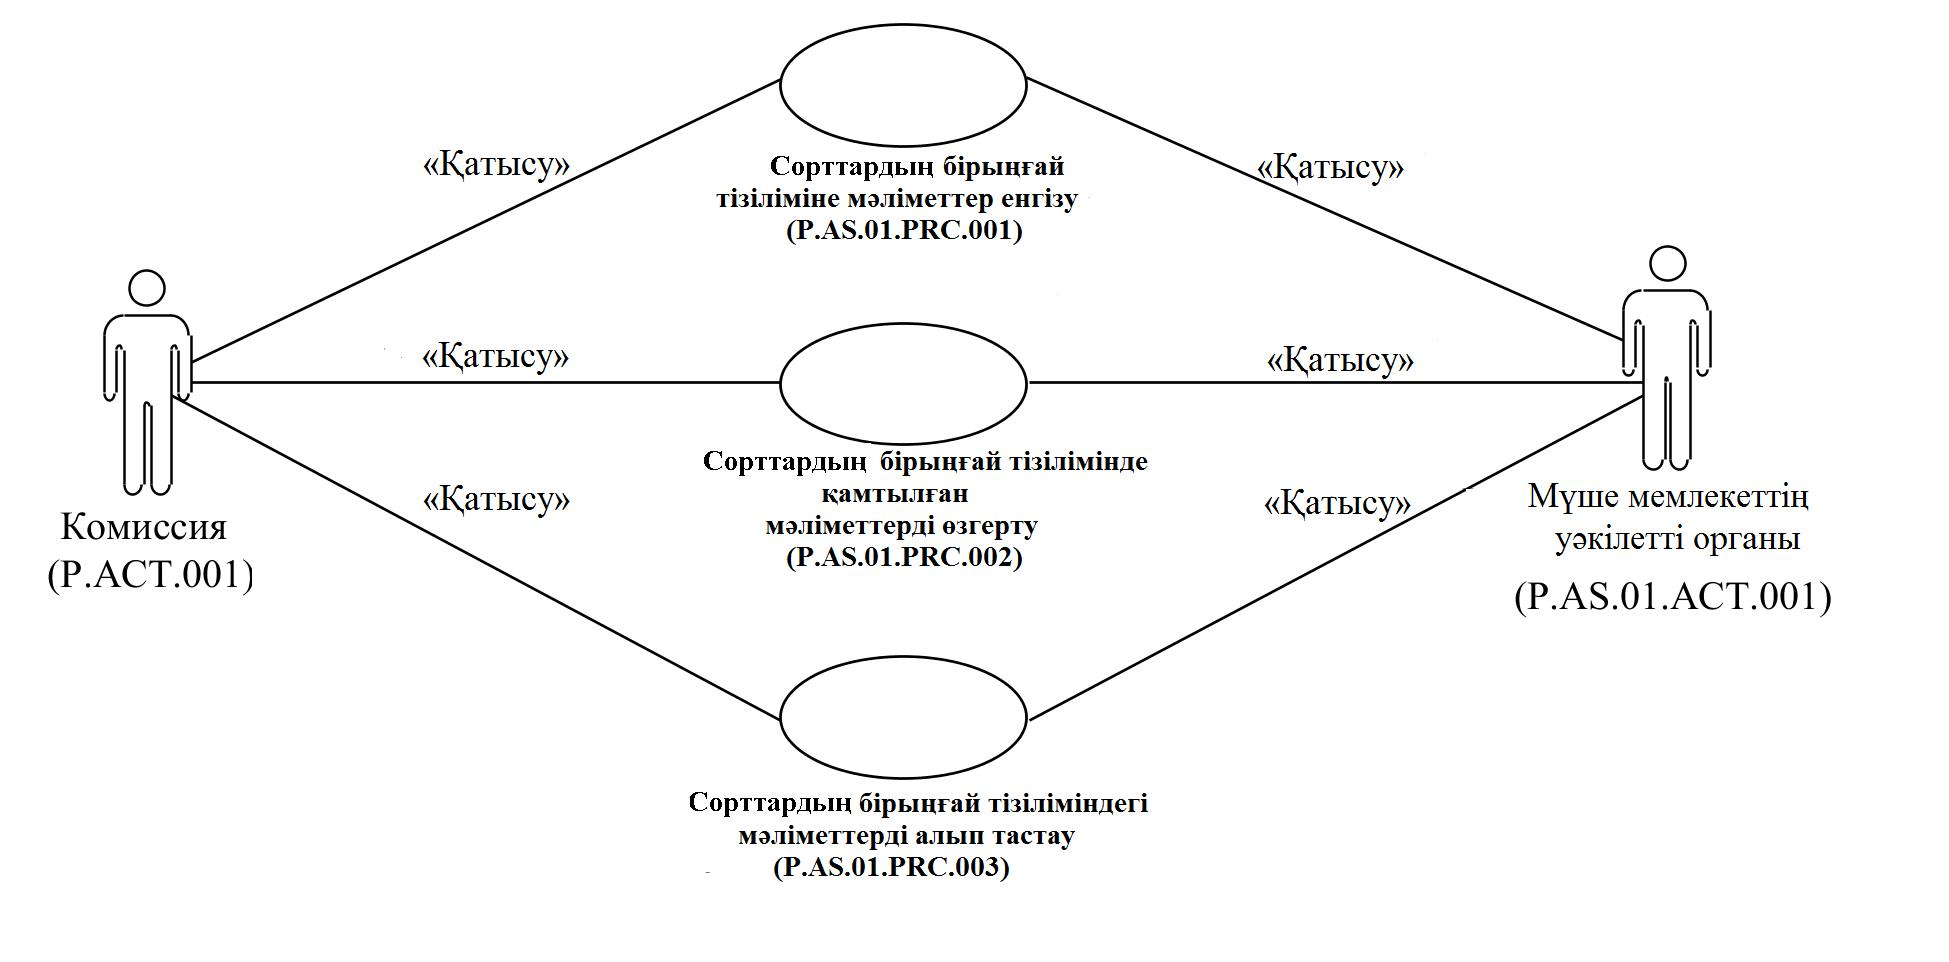 «Қатысу»
Сорттардың бірыңғай
тізіліміне мәліметтер енгізу
(P.AS.01.PRC.001)
«Қатысу»
«Қатысу»
«Қатысу»
Сорттардың бірыңғай тізілімінде
қамтылған
мәліметтерді өзгерту
(P.AS.01.PRC.002)
«Қатысу»
«Қатысу»
Комиссия
(P.ACT.001)
Мүше мемлекеттің
уәкілетті органы
(P.AS.01.ACT.001)
Сорттардың бірыңғай тізіліміндегі
мәліметтерді алып тастау
(P.AS.01.PRC.003)